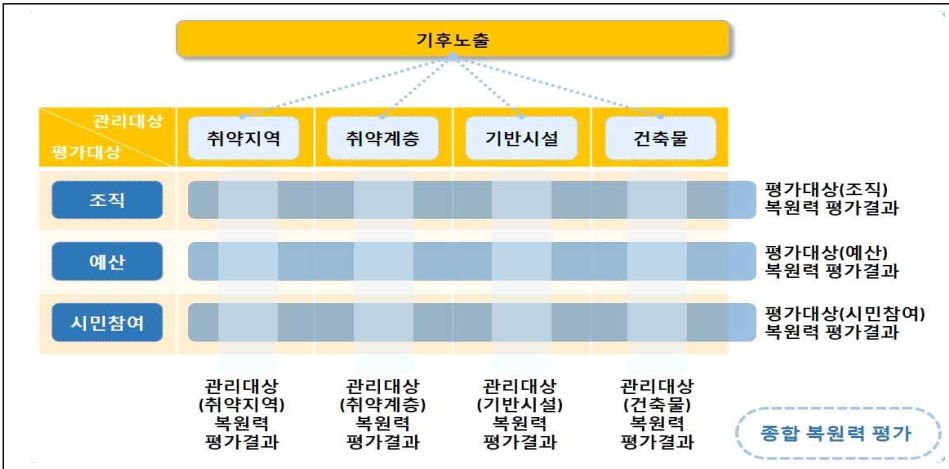 기후노출
관리대상
평가대상
취약지역
취약계층
기반시설
건축물
조직
평가대상(조직)
복원력 평가결과
예산
평가대상(예산)
복원력 평가결과
시민참여
평가대상(시민참여)
복원력 평가결과
관리대상
(취약지역)
복원력
평가결과
관리대상
(취약계층)
복원력
평가결과
관리대상
(기반시설)
복원력
평가결과
관리대상
(건축물)
복원력
평가결과
종합 복원력 평가